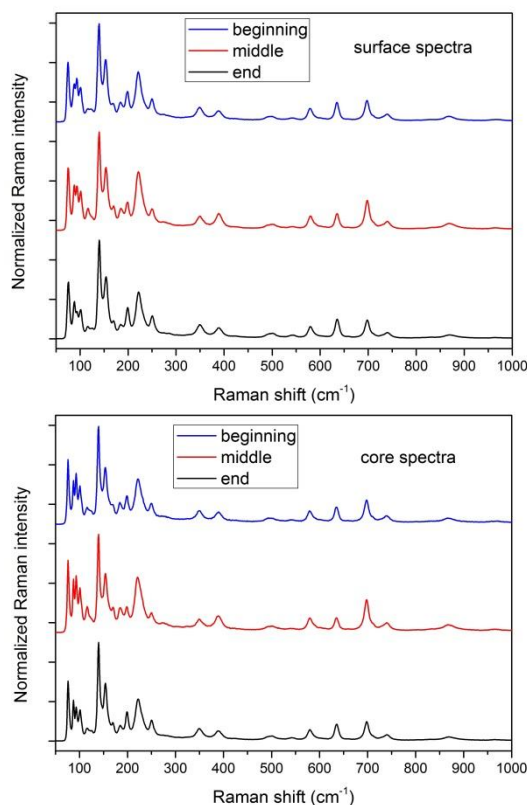 beginning
middle
end
surface spectra
Normalized Raman intensity
100 200 300 400 500 600 700 800 900 1000
Raman shift (cm-1)
beginning
middle
end
core spectra
Normalized Raman intensity
100 200 300 400 500 600 700 800 900 1000
Raman shift (cm-1)